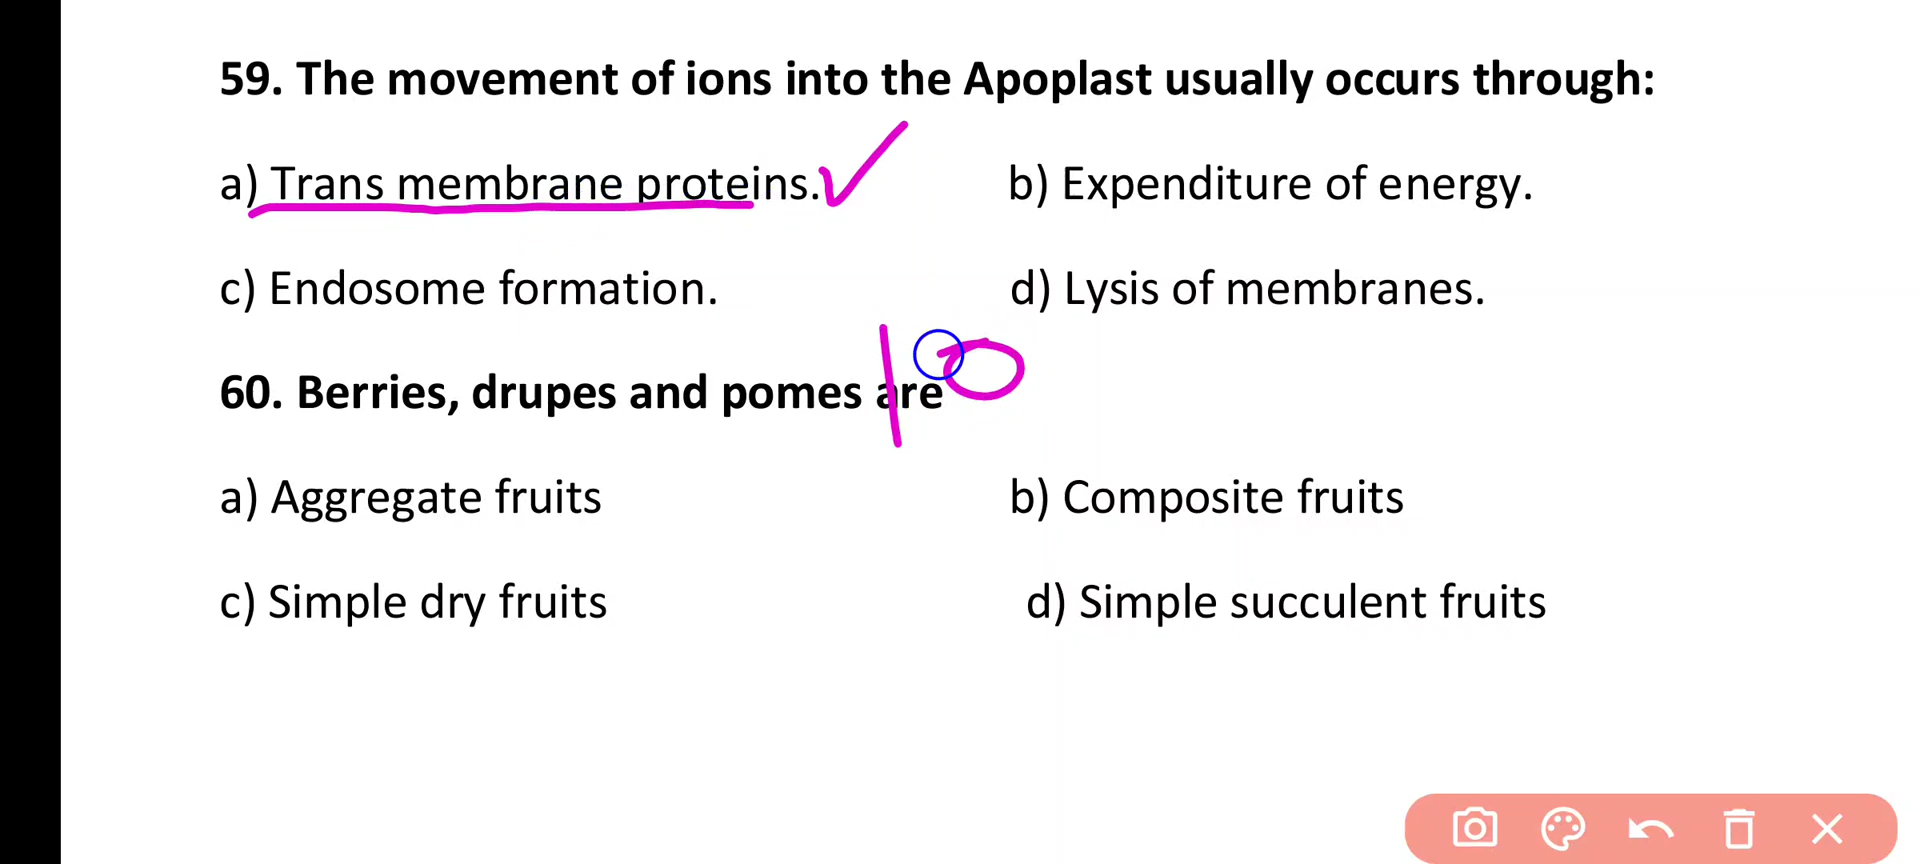 59. The movement of ions into the Apoplast usually occurs through:
a) Trans membrane proteins. b) Expenditure of energy.
c) Endosome formation. d) Lysis of membranes.
60. Berries, drupes and pomes are
a) Aggregate fruits b) Composite fruits
c) Simple dry fruits d) Simple succulent fruits